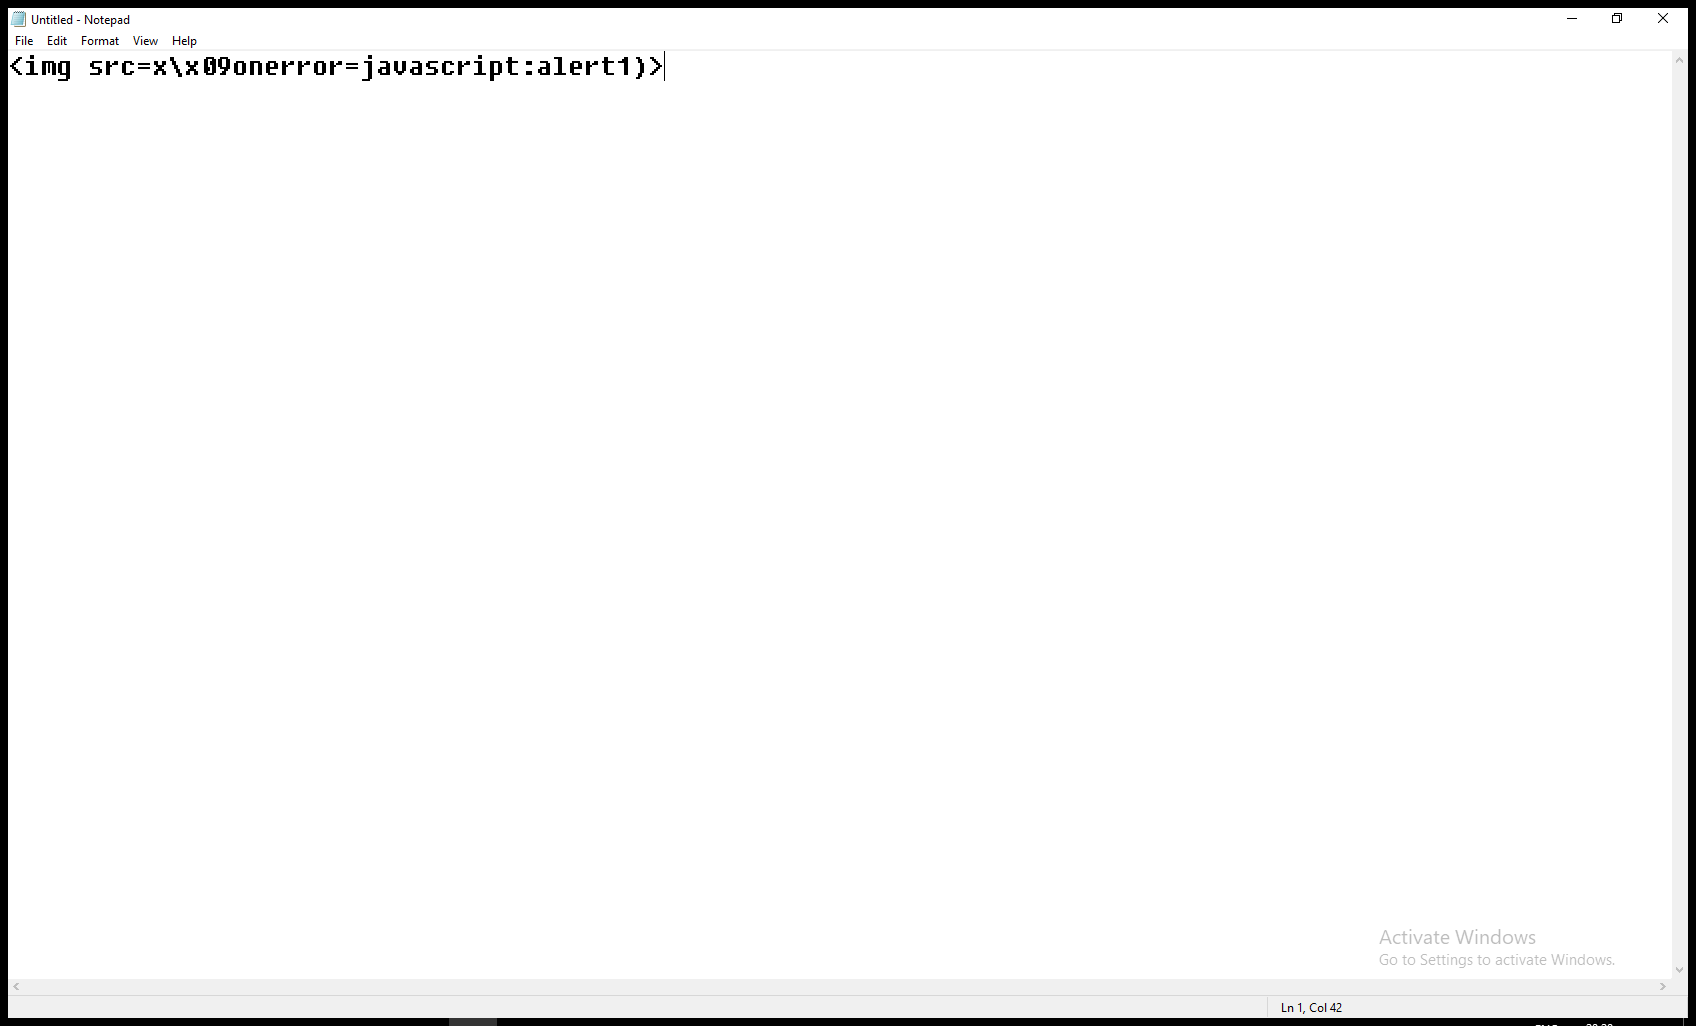 Untitled - Notepad
File Edit Format View Help
<img src=x\x09onerror=javascript:alert1)>
Activate Windows
Go to Settings to activate Windows.
Ln 1, Col 42